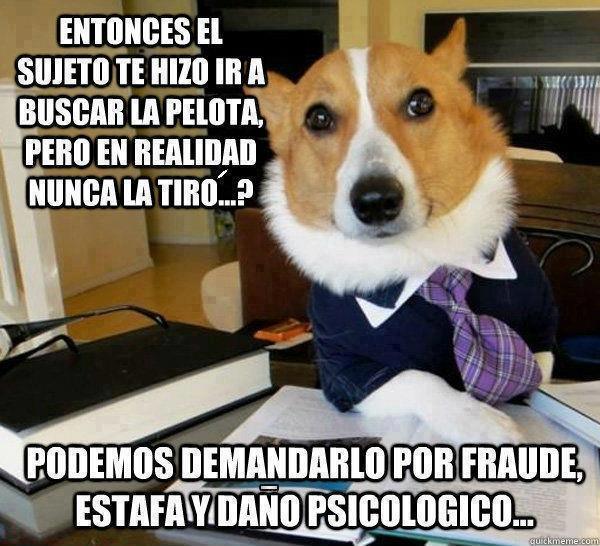 ENTONCES EL
SUJETO TE HIZO IR A
BUSCAR LA PELOTA,
PERO EN REALIDAD
NUNCA LA TIRÓ...?
PODEMOS DEMANDARLO POR FRAUDE,
ESTAFA Y DAÑO PSICOLOGICO...
quickmeme.com